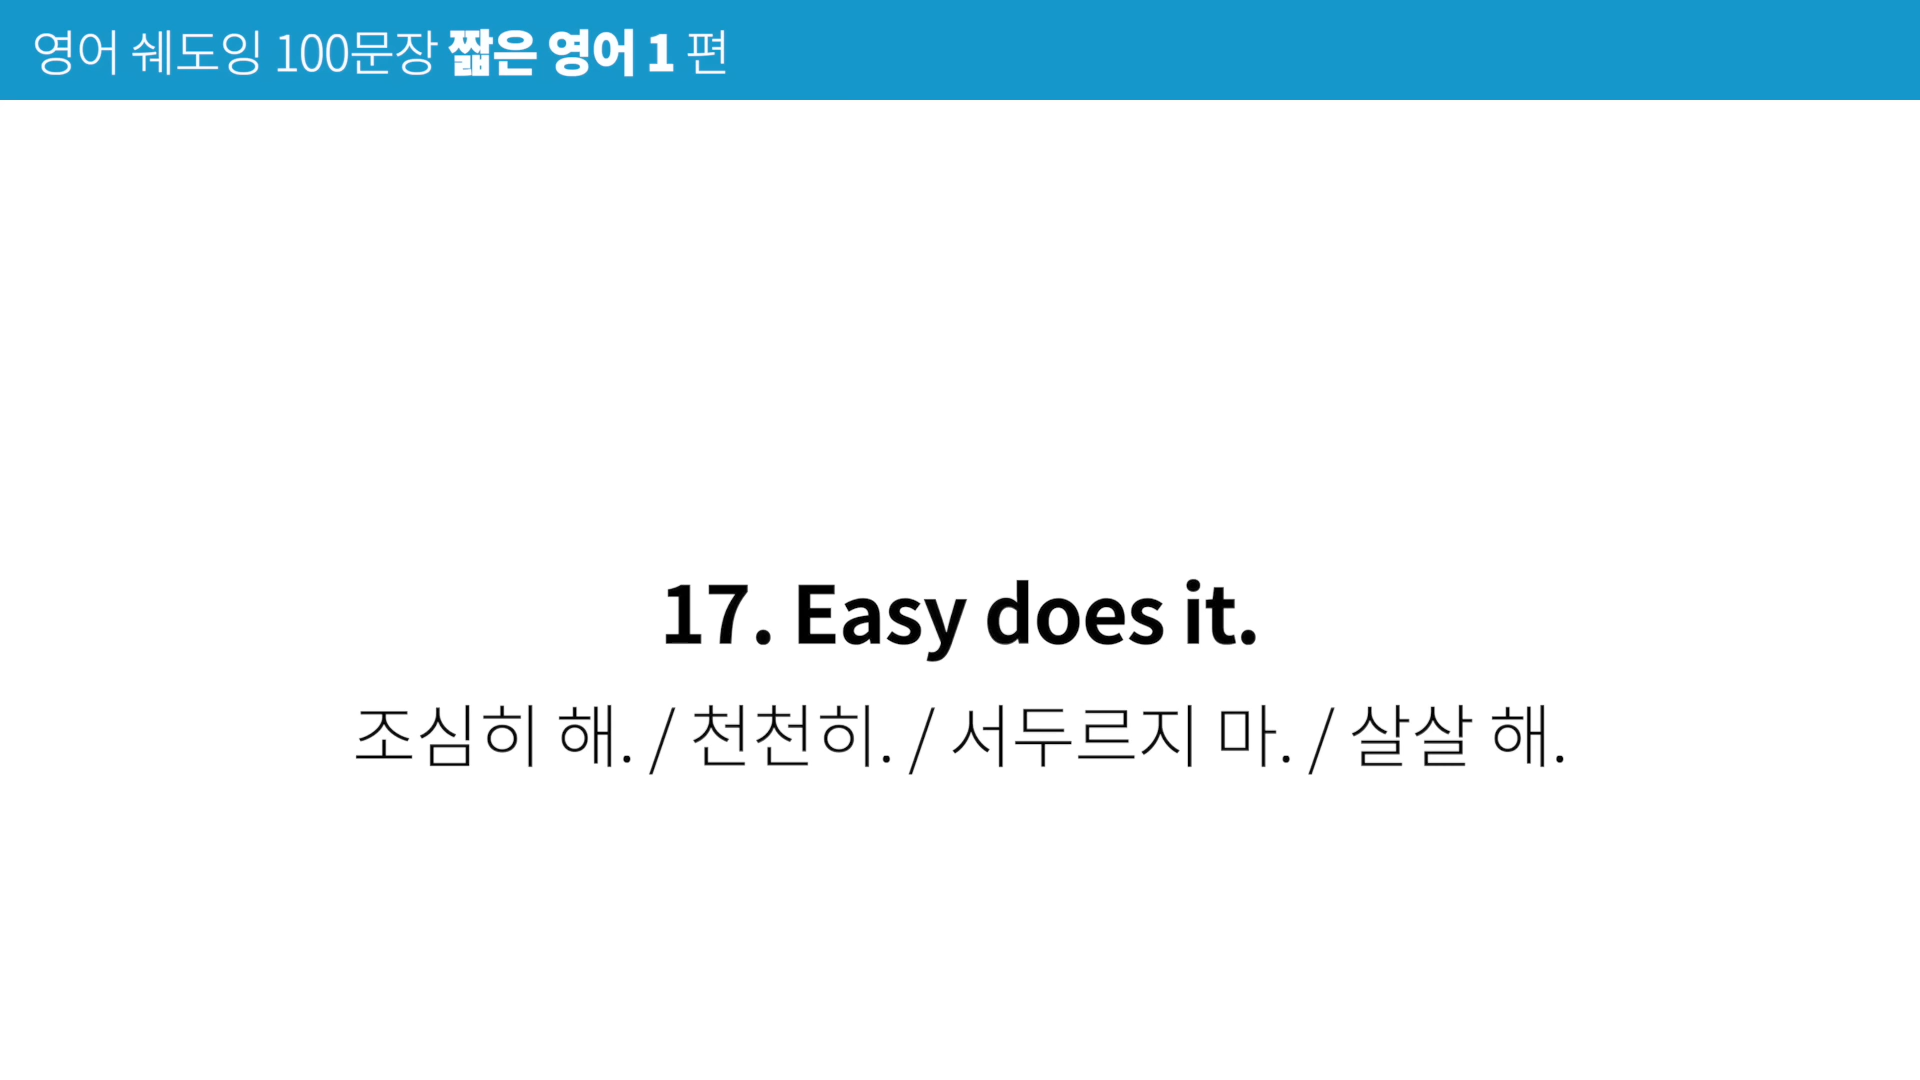 영어 쉐도잉 100문장 짧은 영어 1 편
17. Easy does it.
조심히 해. / 천천히. / 서두르지 마. / 살살 해.